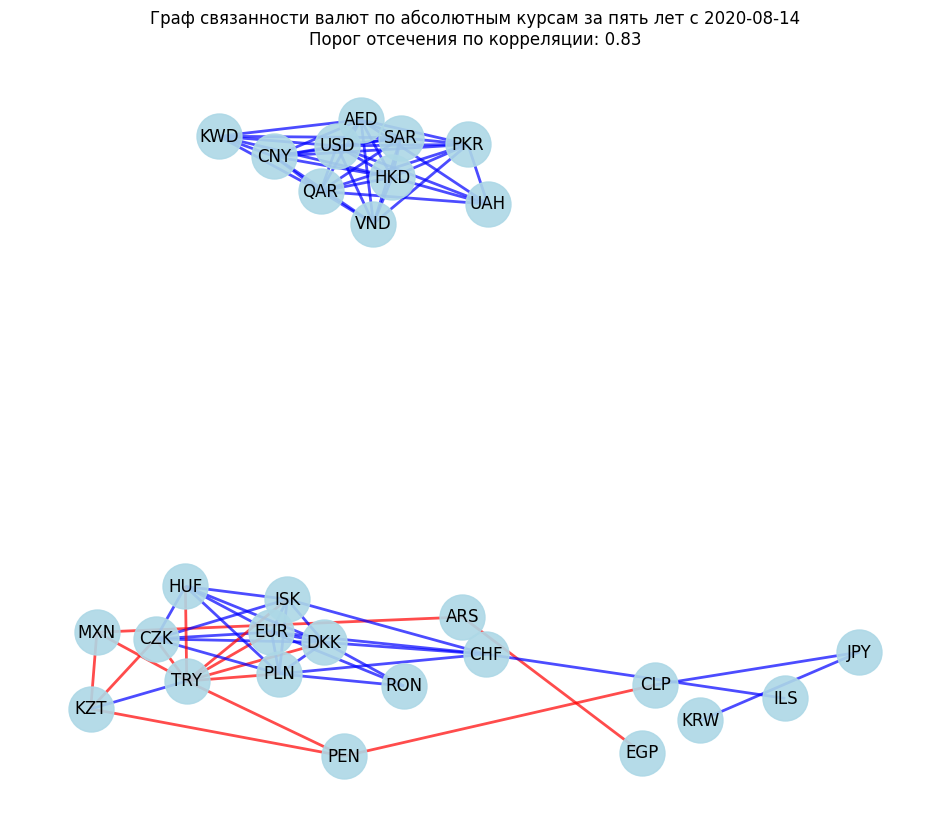 Граф связанности валют по абсолютным курсам за пять лет с 2020-08-14
Порог отсечения по корреляции: 0.83
AED
KWD
SAR
USD
PKR
CNY
HKD
QAR
UAH
VND
HUF
ISK
ARS
MXN
EUR
CZK
DKK
JPY
CHF
PLN
TRY
RON
CLP
ILS
KZT
KRW
EGP
PEN